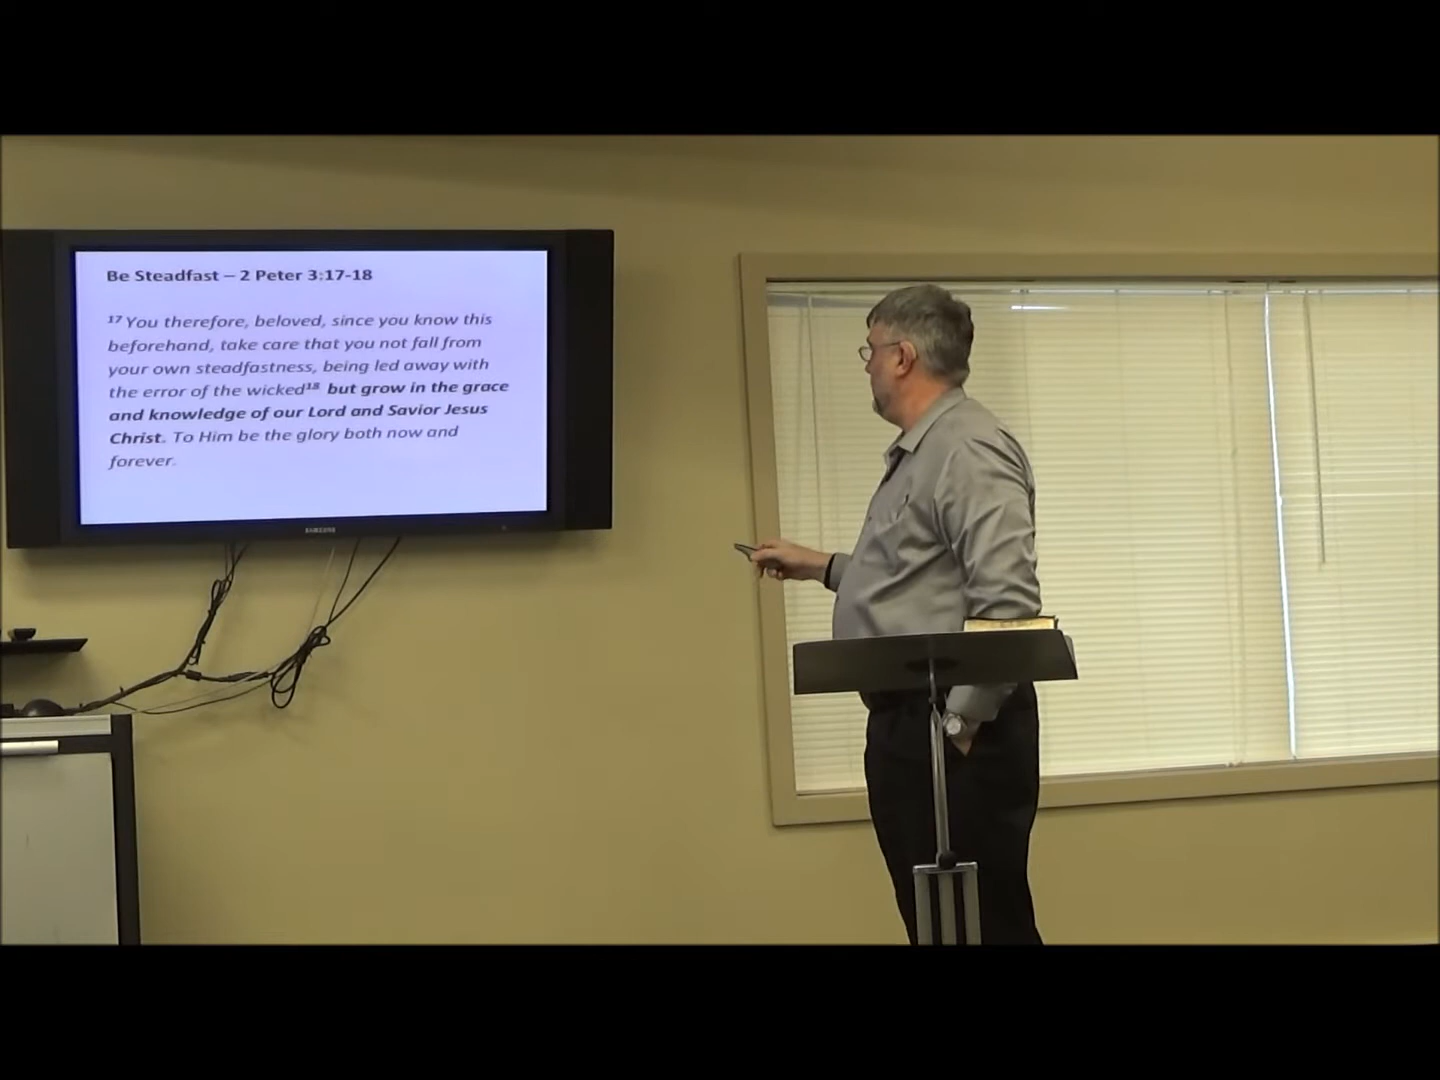 Be Steadfast – 2 Peter 3:17-18
¹⁷ You therefore, beloved, since you know this
beforehand, take care that you not fall from
your own steadfastness, being led away with
the error of the wicked¹⁸ but grow in the grace
and knowledge of our Lord and Savior Jesus
Christ. To Him be the glory both now and
forever.
SAMSUNG